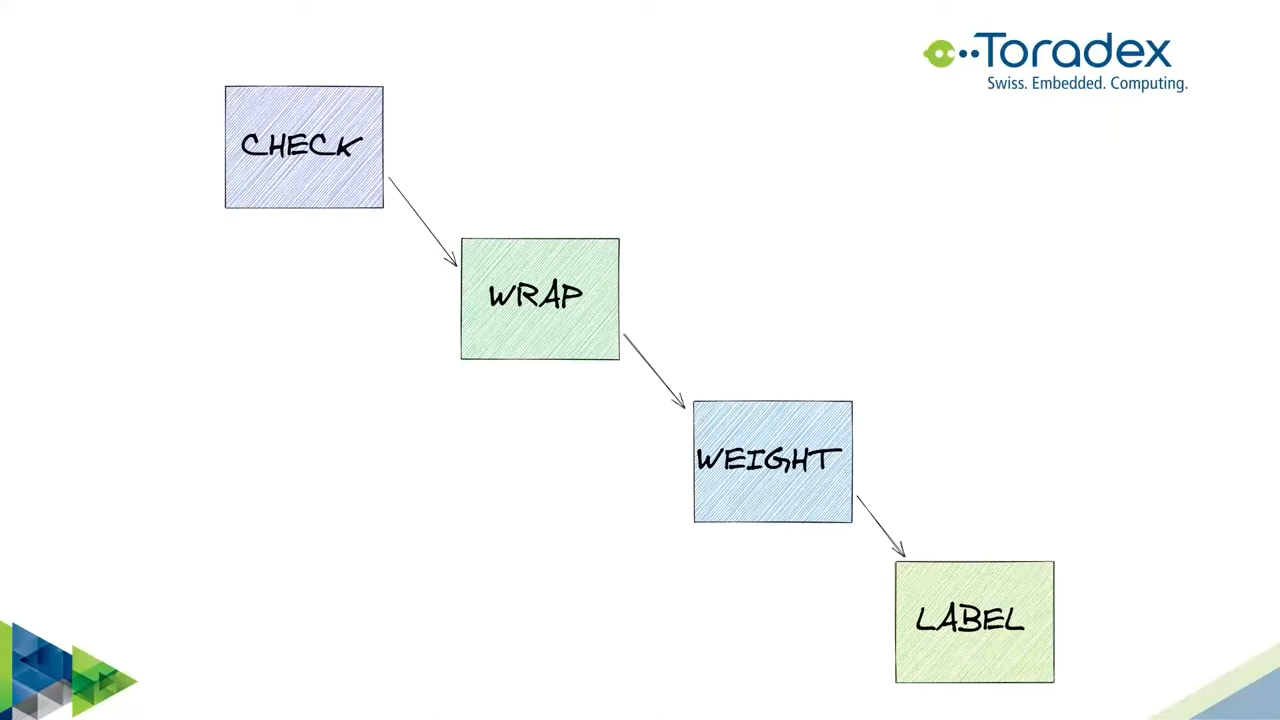 Toradex
Swiss. Embedded. Computing.
CHECK
WRAP
WEIGHT
LABEL